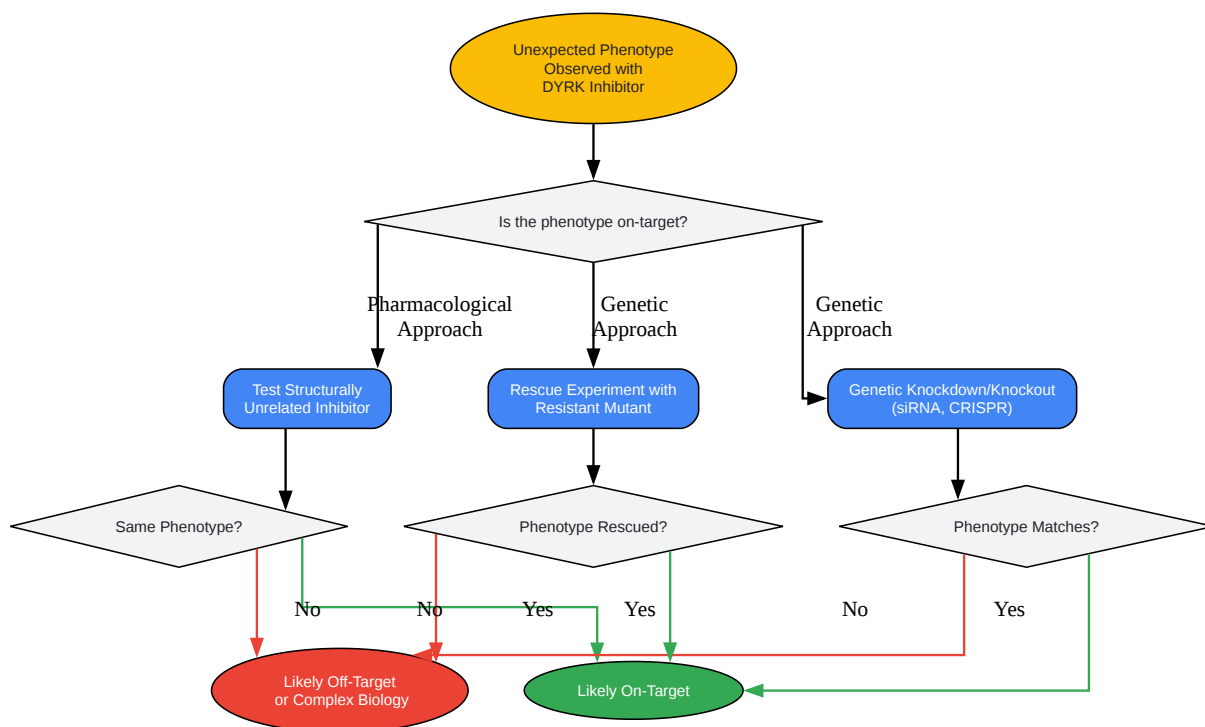 Unexpected Phenotype
Observed with
DYRK Inhibitor
Is the phenotype on-target?
Pharmacological
Approach
Genetic
Approach
Genetic
Approach
Test Structurally
Unrelated Inhibitor
Rescue Experiment with
Resistant Mutant
Genetic Knockdown/Knockout
(siRNA, CRISPR)
Same Phenotype?
Phenotype Rescued?
Phenotype Matches?
No
No
Yes
Yes
No
Yes
Likely Off-Target
or Complex Biology
Likely On-Target